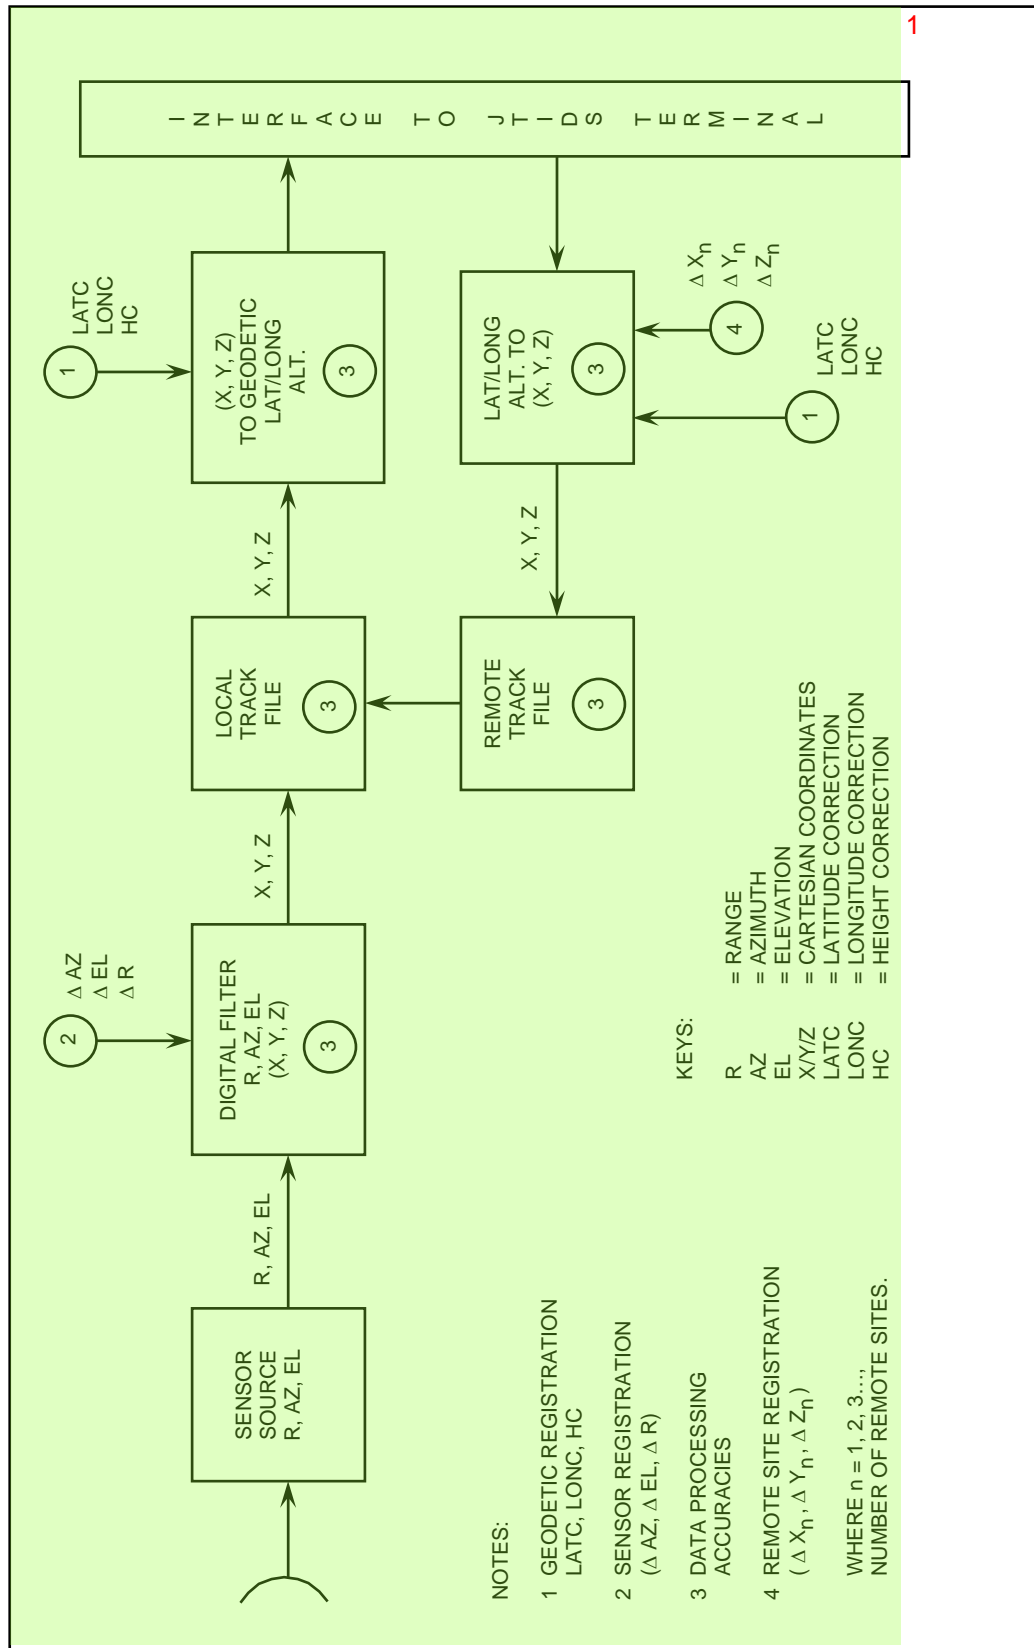 1
INTERFACE TO JTIDS TERMINAL
1
LATC
LONC
HC
(X, Y, Z)
TO GEODETIC
LAT/LONG
ALT.
3
LAT/LONG
ALT. TO
(X, Y, Z)
3
4
Δ Xn
Δ Yn
Δ Zn
1
LATC
LONC
HC
X, Y, Z
X, Y, Z
LOCAL
TRACK
FILE
3
REMOTE
TRACK
FILE
3
X, Y, Z
2
Δ AZ
Δ EL
Δ R
DIGITAL FILTER
R, AZ, EL
(X, Y, Z)
3
R, AZ, EL
SENSOR
SOURCE
R, AZ, EL
KEYS:
R = RANGE
AZ = AZIMUTH
EL = ELEVATION
X/Y/Z = CARTESIAN COORDINATES
LATC = LATITUDE CORRECTION
LONC = LONGITUDE CORRECTION
HC = HEIGHT CORRECTION
NOTES:
1 GEODETIC REGISTRATION
LATC, LONC, HC
2 SENSOR REGISTRATION
(Δ AZ, Δ EL, Δ R)
3 DATA PROCESSING
ACCURACIES
4 REMOTE SITE REGISTRATION
( Δ Xn , Δ Yn , Δ Zn )
WHERE n = 1, 2, 3...,
NUMBER OF REMOTE SITES.